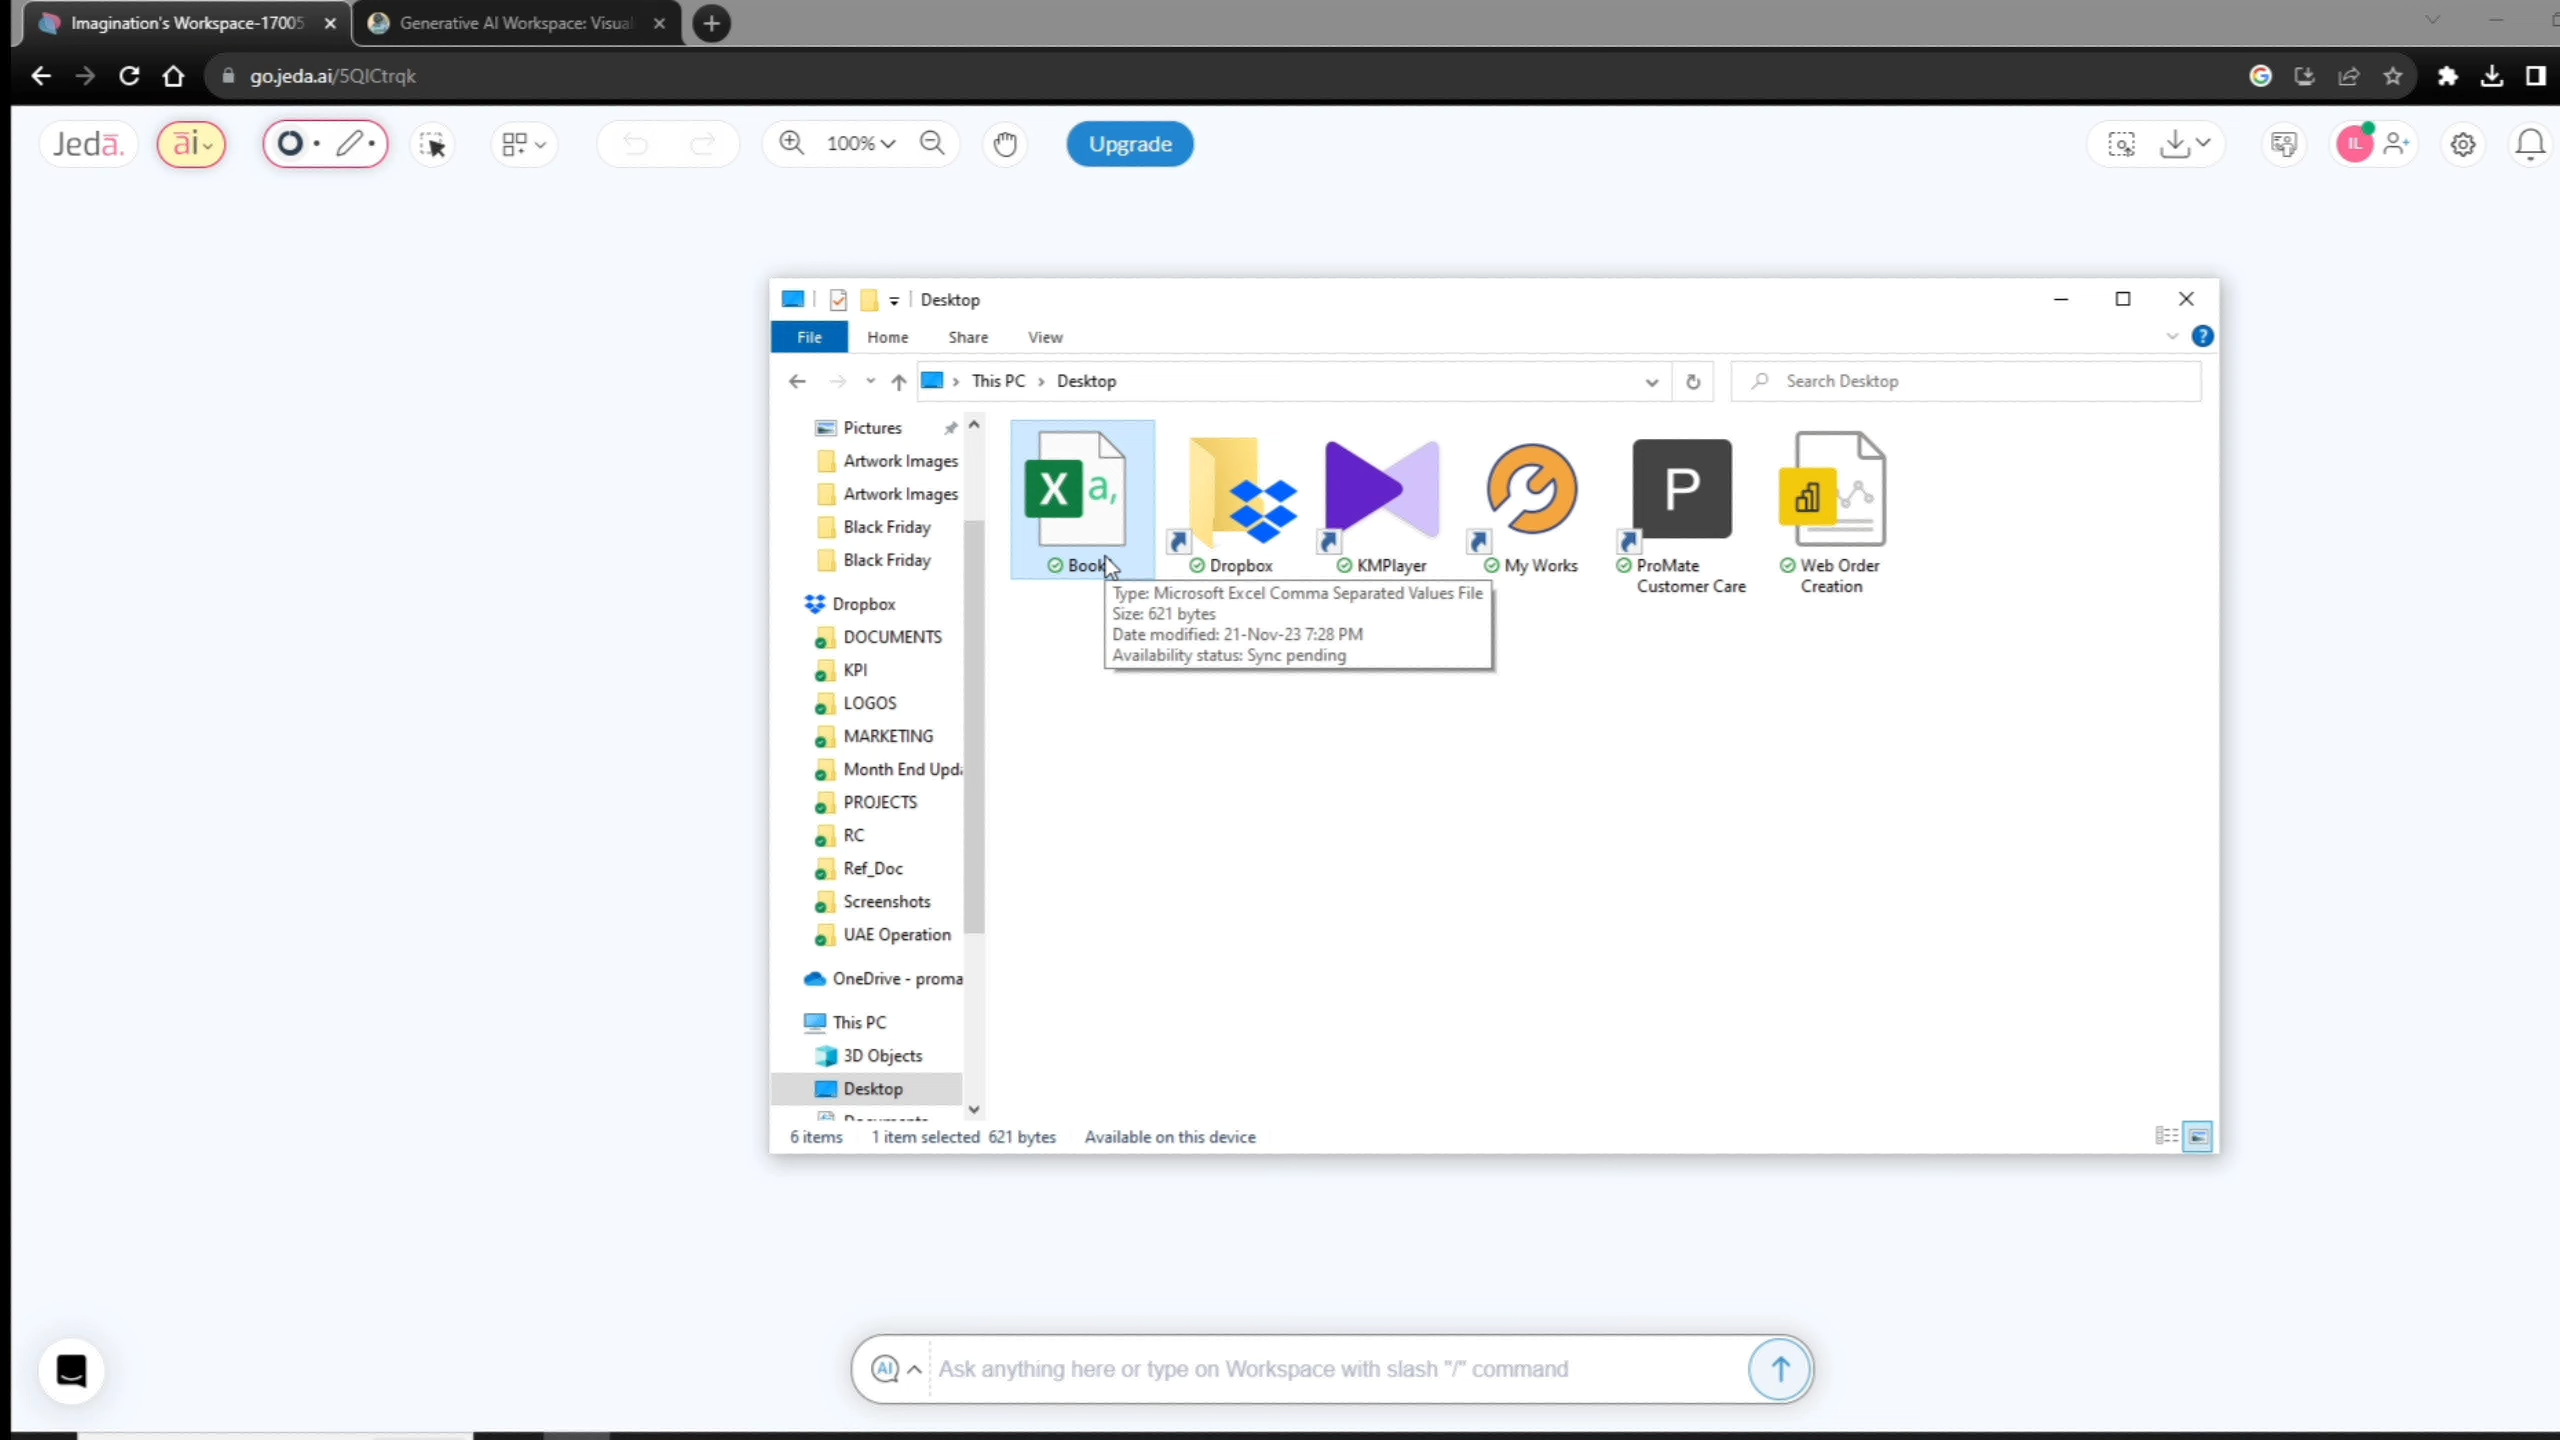 Imagination's Workspace-17005
Generative AI Workspace: Visual
go.jeda.ai/5QlCtrqk
Jedā.
āi
100%
Upgrade
IL
Desktop
File
Home
Share
View
?
This PC
Desktop
Search Desktop
Pictures
Artwork Images
Artwork Images
Black Friday
Black Friday
Dropbox
DOCUMENTS
KPI
LOGOS
MARKETING
Month End Upda
PROJECTS
RC
Ref_Doc
Screenshots
UAE Operation
OneDrive - proma
This PC
3D Objects
Desktop
X a,
Book
Dropbox
KMPlayer
My Works
P
ProMate
Customer Care
Web Order
Creation
Type: Microsoft Excel Comma Separated Values File
Size: 621 bytes
Date modified: 21-Nov-23 7:28 PM
Availability status: Sync pending
6 items
1 item selected 621 bytes
Available on this device
AI
Ask anything here or type on Workspace with slash "/" command